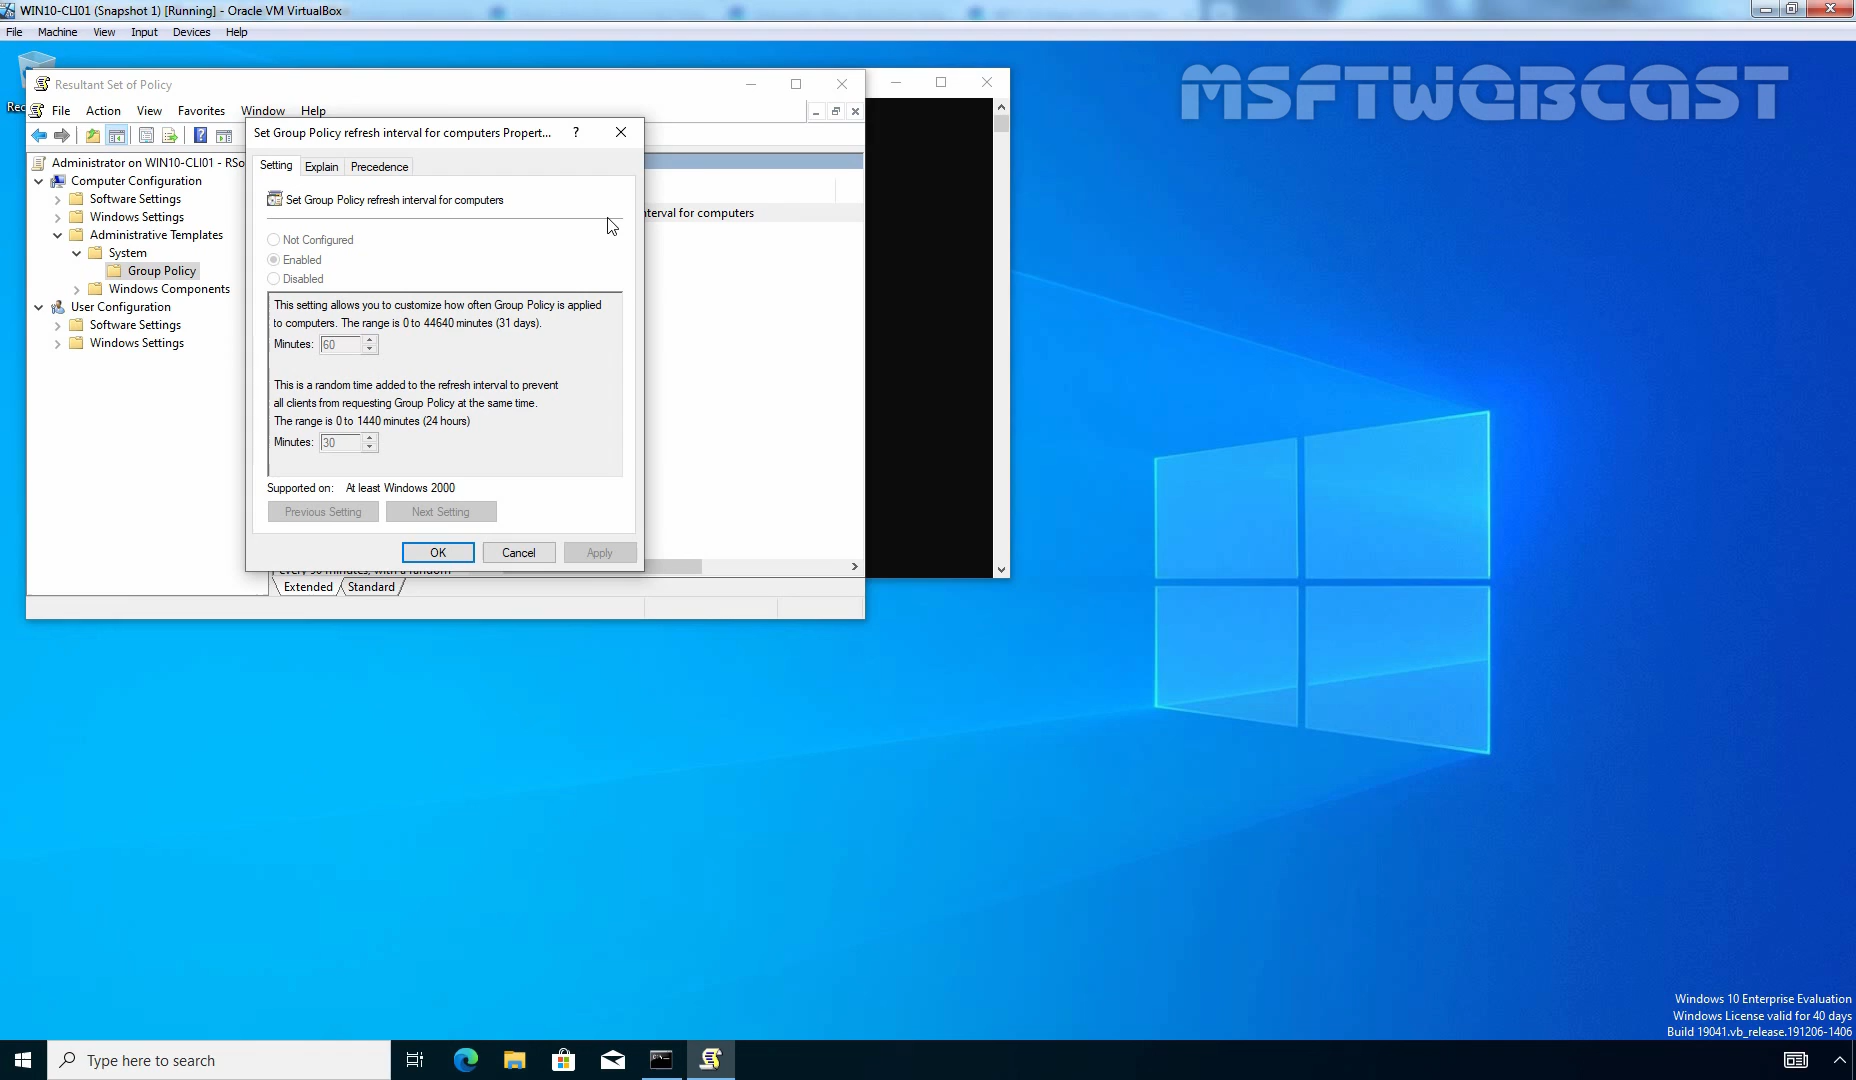 WIN10-CLI01 (Snapshot 1) [Running] - Oracle VM VirtualBox
File Machine View Input Devices Help
MSFTWEBCAST
Rec
Resultant Set of Policy
File Action View Favorites Window Help
Administrator on WIN10-CLI01 - RSo
Computer Configuration
Software Settings
Windows Settings
Administrative Templates
System
Group Policy
Windows Components
User Configuration
Software Settings
Windows Settings
Set Group Policy refresh interval for computers Propert... ?
Setting Explain Precedence
Set Group Policy refresh interval for computers
terval for computers
Not Configured
Enabled
Disabled
This setting allows you to customize how often Group Policy is applied
to computers. The range is 0 to 44640 minutes (31 days).
Minutes: 60
This is a random time added to the refresh interval to prevent
all clients from requesting Group Policy at the same time.
The range is 0 to 1440 minutes (24 hours)
Minutes: 30
Supported on: At least Windows 2000
Previous Setting Next Setting
OK Cancel Apply
Extended Standard
Windows 10 Enterprise Evaluation
Windows License valid for 40 days
Build 19041.vb_release.191206-1406
Type here to search